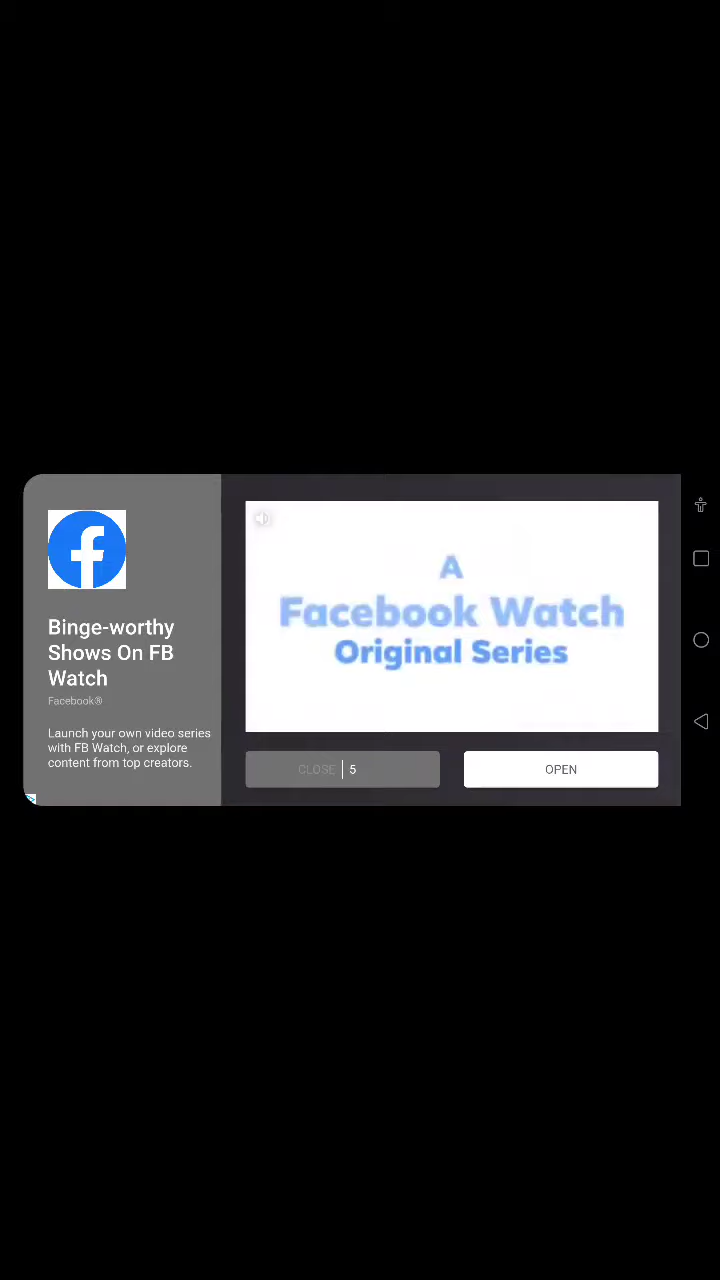 Binge-worthy
Shows On FB
Watch
Facebook®
Launch your own video series
with FB Watch, or explore
content from top creators.
A
Facebook Watch
Original Series
CLOSE | 5
OPEN